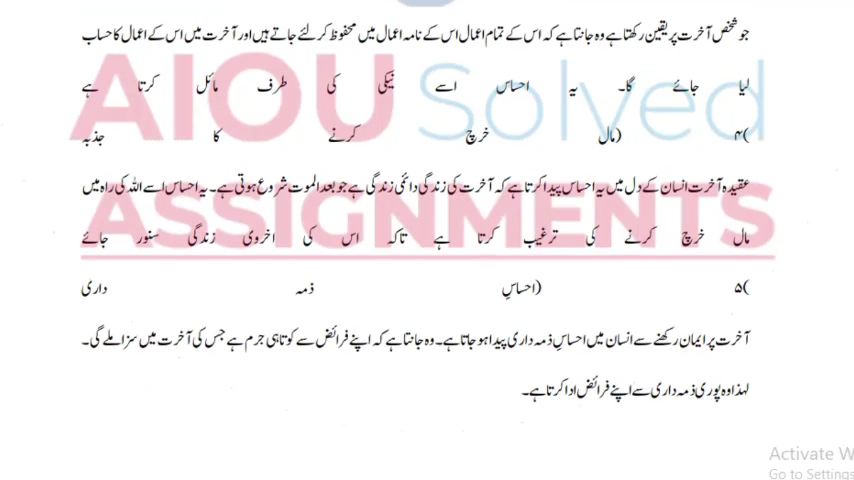 جو شخص آخرت پر یقین رکھتا ہے وہ جانتا ہے کہ اس کے تمام اعمال اس کے نامہ اعمال میں محفوظ کر لئے جاتے ہیں اور آخرت میں اس کے اعمال کا حساب
لیا جائے گا۔ یہ احساس اسے نیکی کی طرف مائل کرتا ہے
AIOU Solved
)۴ (مال خرچ کرنے کا جذبہ
عقیدہ آخرت انسان کے دل میں یہ احساس پیدا کرتا ہے کہ آخرت کی زندگی دائمی زندگی ہے جو بعد الموت شروع ہوتی ہے۔ یہ احساس اسے اللہ کی راہ میں
ASSIGNMENTS
مال خرچ کرنے کی ترغیب کرتا ہے تاکہ اس کی اخروی زندگی سنور جائے
)۵ (احساسِ ذمہ داری
آخرت پر ایمان رکھنے سے انسان میں احساسِ ذمہ داری پیدا ہو جاتا ہے۔ وہ جانتا ہے کہ اپنے فرائض سے کوتاہی جرم ہے جس کی آخرت میں سزا ملے گی۔
لہذا وہ پوری ذمہ داری سے اپنے فرائض ادا کرتا ہے۔
Activate W
Go to Settings